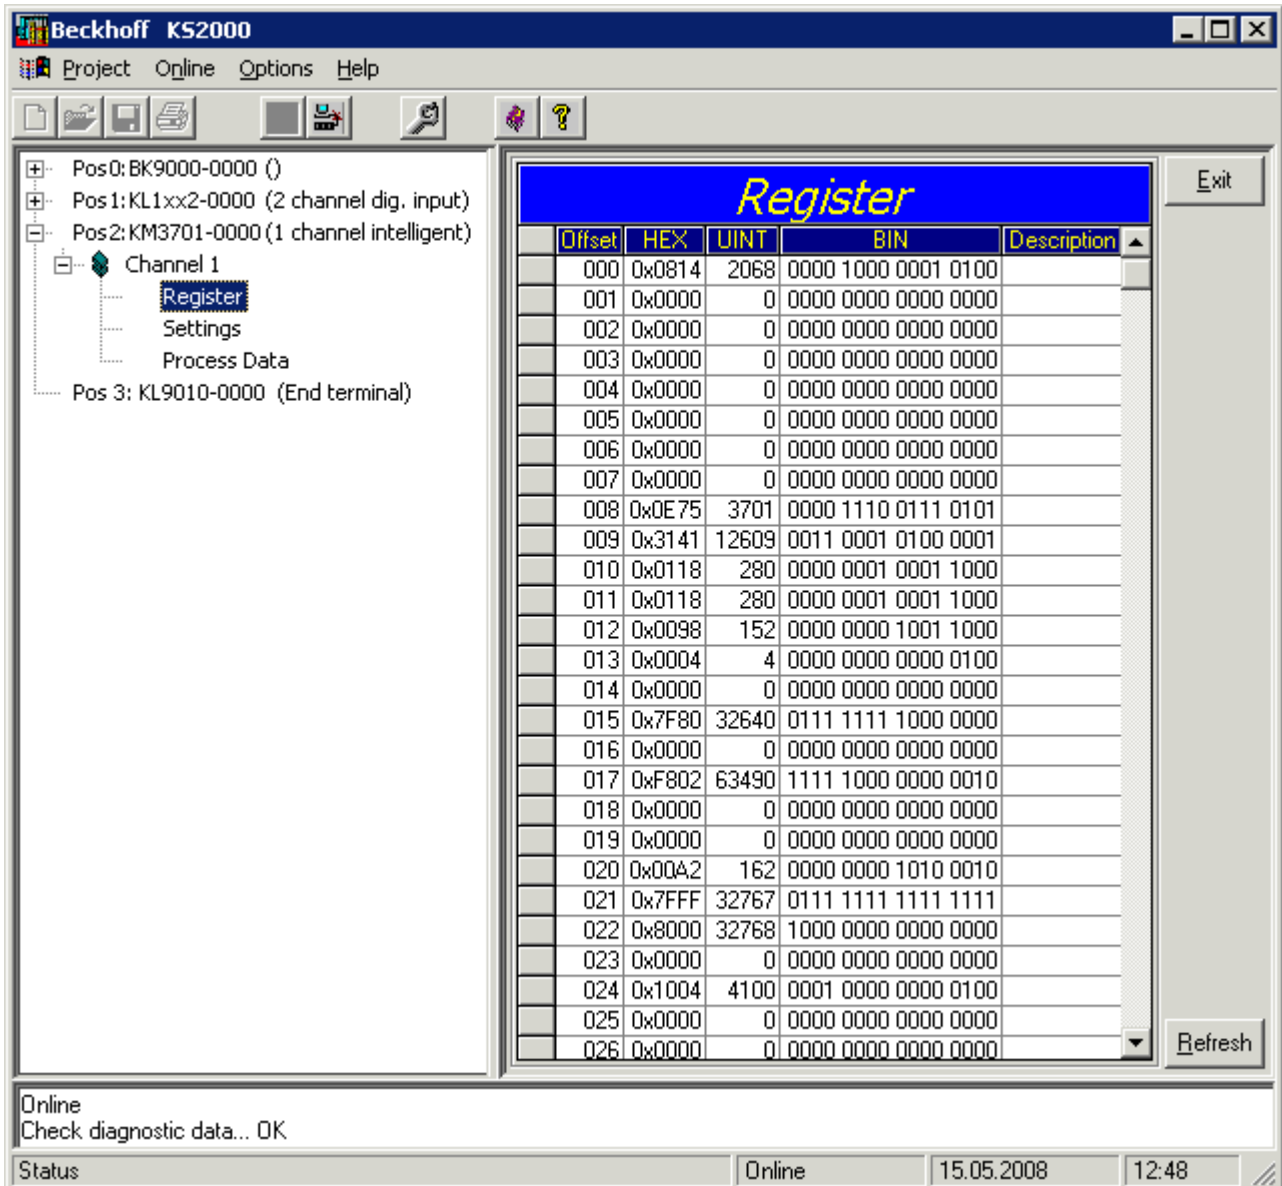 Beckhoff KS2000
Project Online Options Help
Pos 0: BK9000-0000 ()
Pos 1: KL1xx2-0000 (2 channel dig. input)
Pos 2: KM3701-0000 (1 channel intelligent)
Channel 1
Register
Settings
Process Data
Pos 3: KL9010-0000 (End terminal)
Register
Offset HEX UINT BIN Description
000 0x0814 2068 0000 1000 0001 0100
001 0x0000 0 0000 0000 0000 0000
002 0x0000 0 0000 0000 0000 0000
003 0x0000 0 0000 0000 0000 0000
004 0x0000 0 0000 0000 0000 0000
005 0x0000 0 0000 0000 0000 0000
006 0x0000 0 0000 0000 0000 0000
007 0x0000 0 0000 0000 0000 0000
008 0x0E75 3701 0000 1110 0111 0101
009 0x3141 12609 0011 0001 0100 0001
010 0x0118 280 0000 0001 0001 1000
011 0x0118 280 0000 0001 0001 1000
012 0x0098 152 0000 0000 1001 1000
013 0x0004 4 0000 0000 0000 0100
014 0x0000 0 0000 0000 0000 0000
015 0x7F80 32640 0111 1111 1000 0000
016 0x0000 0 0000 0000 0000 0000
017 0xF802 63490 1111 1000 0000 0010
018 0x0000 0 0000 0000 0000 0000
019 0x0000 0 0000 0000 0000 0000
020 0x00A2 162 0000 0000 1010 0010
021 0x7FFF 32767 0111 1111 1111 1111
022 0x8000 32768 1000 0000 0000 0000
023 0x0000 0 0000 0000 0000 0000
024 0x1004 4100 0001 0000 0000 0100
025 0x0000 0 0000 0000 0000 0000
026 0x0000 0 0000 0000 0000 0000
Exit
Refresh
Online
Check diagnostic data... OK
Status Online 15.05.2008 12:48